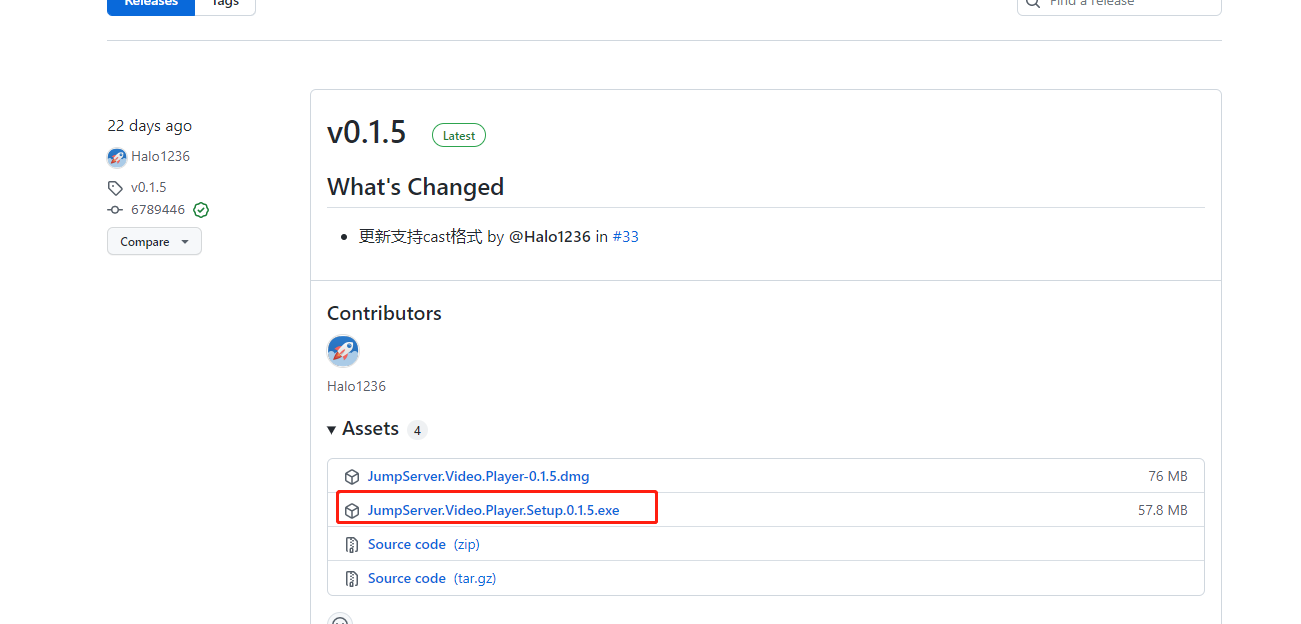 Releases Tags
Find a release
22 days ago
Halo1236
v0.1.5
6789446
Compare
v0.1.5 Latest
What's Changed
更新支持cast格式 by @Halo1236 in #33
Contributors
Halo1236
Assets 4
JumpServer.Video.Player-0.1.5.dmg 76 MB
JumpServer.Video.Player.Setup.0.1.5.exe 57.8 MB
Source code (zip)
Source code (tar.gz)